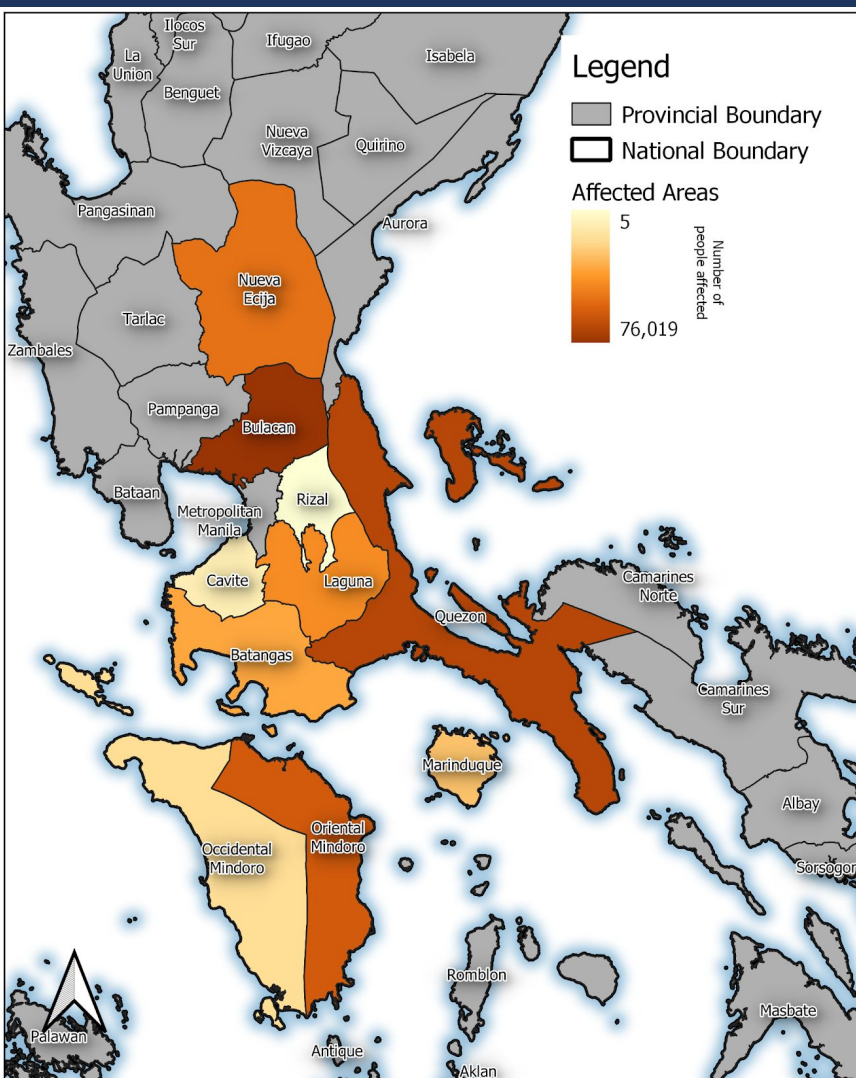 Ilocos
Sur
Ifugao
La
Union
Isabela
Benguet
Nueva
Vizcaya
Quirino
Pangasinan
Aurora
Nueva
Ecija
Tarlac
Zambales
Pampanga
Bulacan
Bataan
Rizal
Metropolitan
Manila
Cavite
Laguna
Camarines
Norte
Quezon
Batangas
Camarines
Sur
Marinduque
Albay
Oriental
Mindoro
Occidental
Mindoro
Sorsogon
Romblon
Masbate
Palawan
Antique
Aklan
Legend
Provincial Boundary
National Boundary
Affected Areas
5
76,019
Number of
people affected